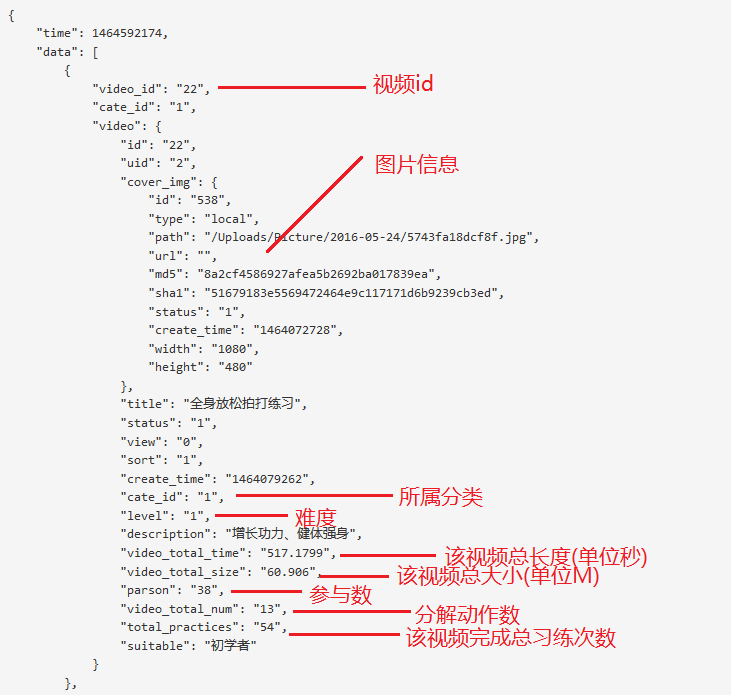 {
"time": 1464592174,
"data": [
{
"video_id": "22", 视频id
"cate_id": "1",
"video": {
"id": "22",
"uid": "2", 图片信息
"cover_img": {
"id": "538",
"type": "local",
"path": "/Uploads/Picture/2016-05-24/5743fa18dcf8f.jpg",
"url": "",
"md5": "8a2cf4586927afea5b2692ba017839ea",
"sha1": "51679183e5569472464e9c117171d6b9239cb3ed",
"status": "1",
"create_time": "1464072728",
"width": "1080",
"height": "480"
},
"title": "全身放松拍打练习",
"status": "1",
"view": "0",
"sort": "1",
"create_time": "1464079262",
"cate_id": "1", 所属分类
"level": "1", 难度
"description": "增长功力、健体强身",
"video_total_time": "517.1799", 该视频总长度(单位秒)
"video_total_size": "60.906", 该视频总大小(单位M)
"parson": "38", 参与数
"video_total_num": "13", 分解动作数
"total_practices": "54", 该视频完成总习练次数
"suitable": "初学者"
}
},